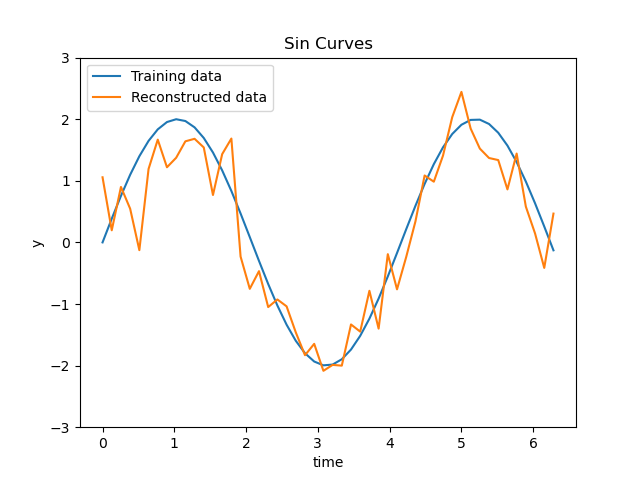 Sin Curves
Training data
Reconstructed data
3
2
1
0
−1
−2
−3
y
0 1 2 3 4 5 6
time